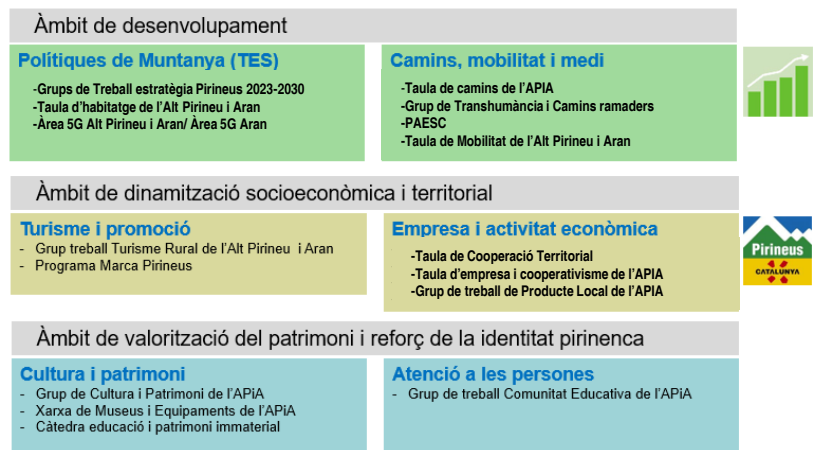 Àmbit de desenvolupament
Polítiques de Muntanya (TES)
-Grups de Treball estratègia Pirineus 2023-2030
-Taula d'habitatge de l'Alt Pirineu i Aran
-Àrea 5G Alt Pirineu i Aran/ Àrea 5G Aran
Camins, mobilitat i medi
-Taula de camins de l'APIA
-Grup de Transhumància i Camins ramaders
-PAESC
-Taula de Mobilitat de l'Alt Pirineu i Aran
Àmbit de dinamització socioeconòmica i territorial
Turisme i promoció
- Grup treball Turisme Rural de l'Alt Pirineu i Aran
- Programa Marca Pirineus
Empresa i activitat econòmica
-Taula de Cooperació Territorial
-Taula d'empresa i cooperativisme de l'APIA
-Grup de treball de Producte Local de l'APIA
Pirineus
CATALUNYA
Àmbit de valorització del patrimoni i reforç de la identitat pirinenca
Cultura i patrimoni
- Grup de Cultura i Patrimoni de l'APiA
- Xarxa de Museus i Equipaments de l'APiA
- Càtedra educació i patrimoni immaterial
Atenció a les persones
- Grup de treball Comunitat Educativa de l'APiA